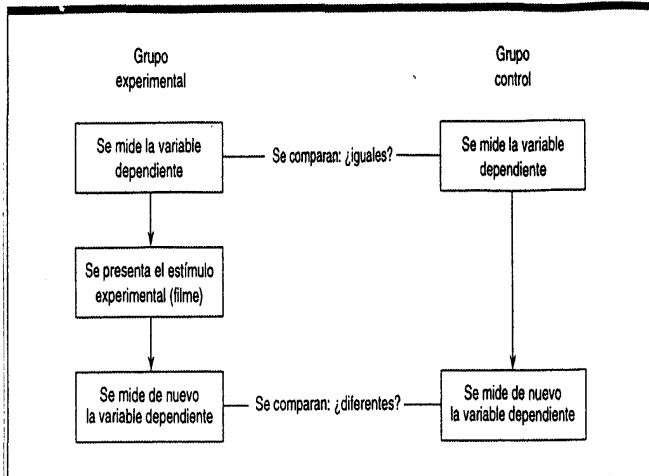 Grupo
experimental
Grupo
control
Se mide la variable
dependiente
Se comparan: ¿iguales?
Se mide la variable
dependiente
Se presenta el estímulo
experimental (filme)
Se mide de nuevo
la variable dependiente
Se comparan: ¿diferentes?
Se mide de nuevo
la variable dependiente